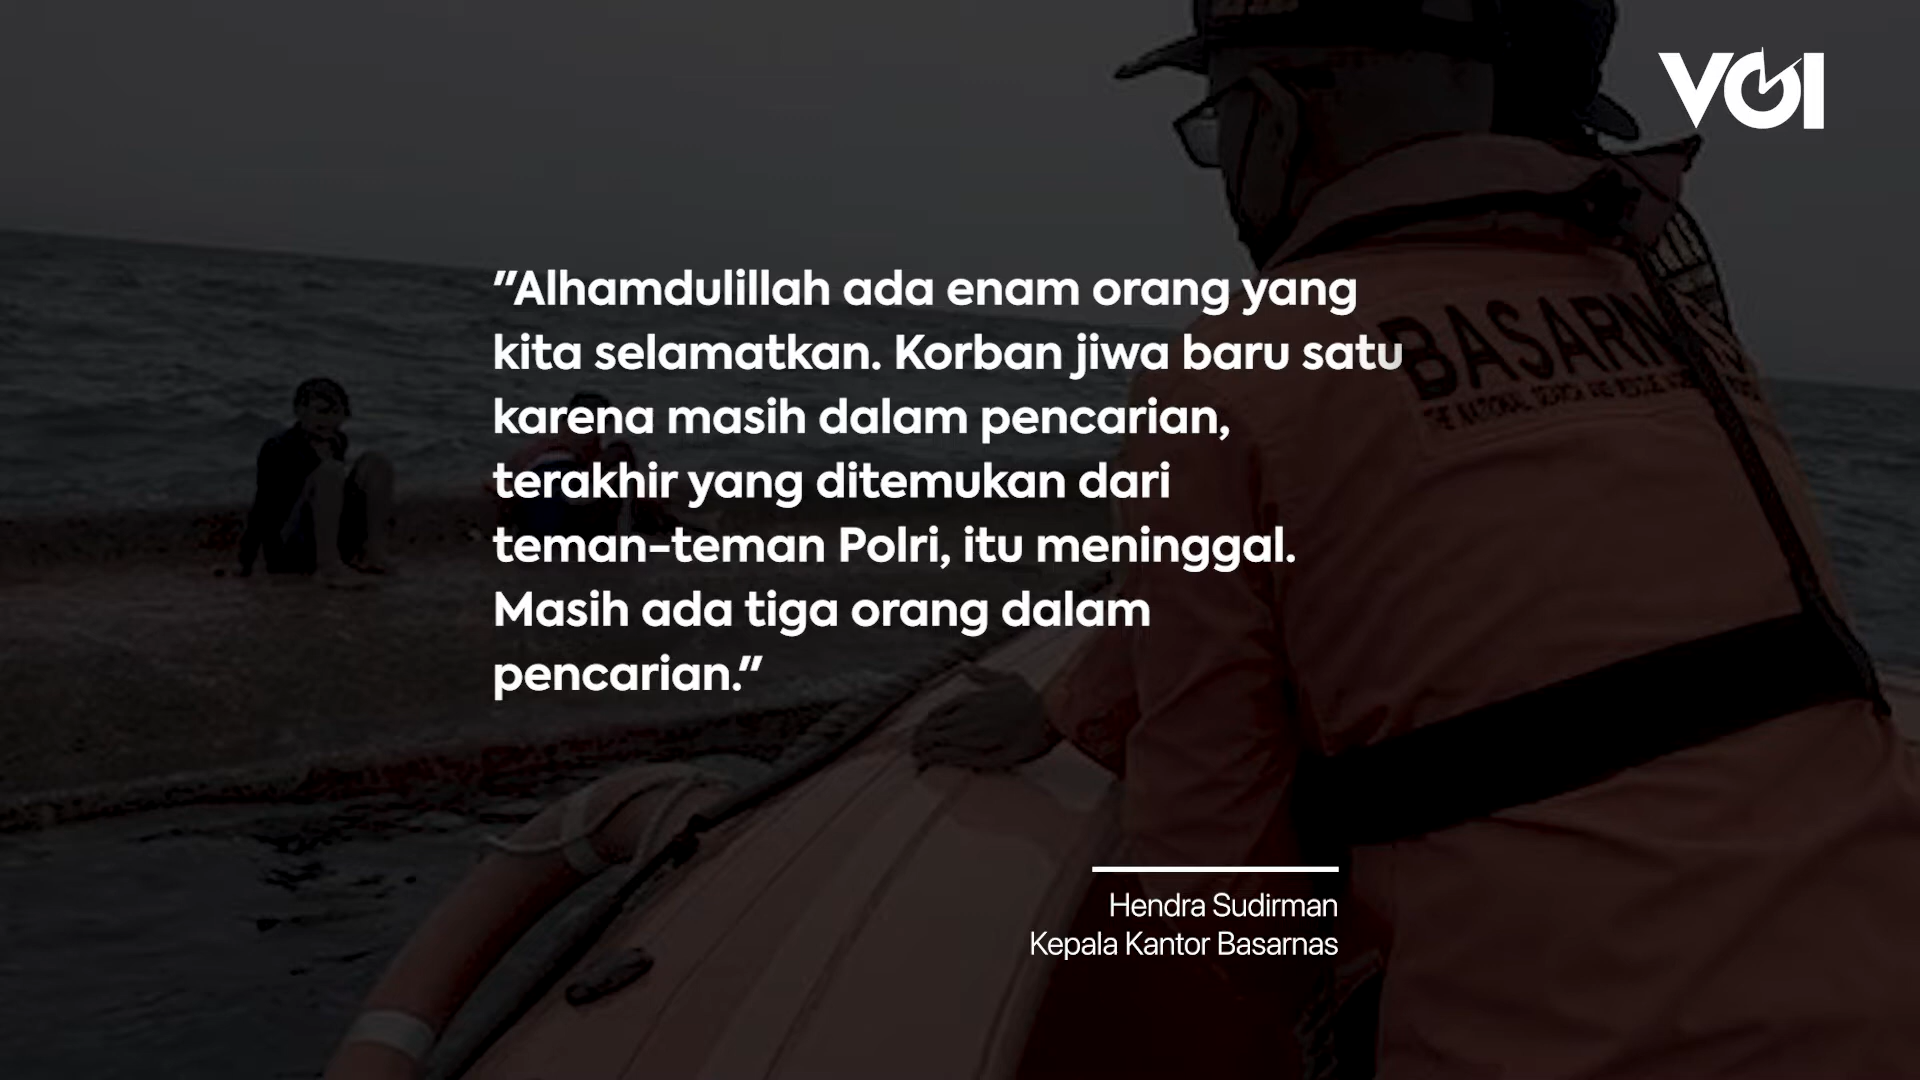 VOI
"Alhamdulillah ada enam orang yang
kita selamatkan. Korban jiwa baru satu
karena masih dalam pencarian,
terakhir yang ditemukan dari
teman-teman Polri, itu meninggal.
Masih ada tiga orang dalam
pencarian."
BASARN
Hendra Sudirman
Kepala Kantor Basarnas